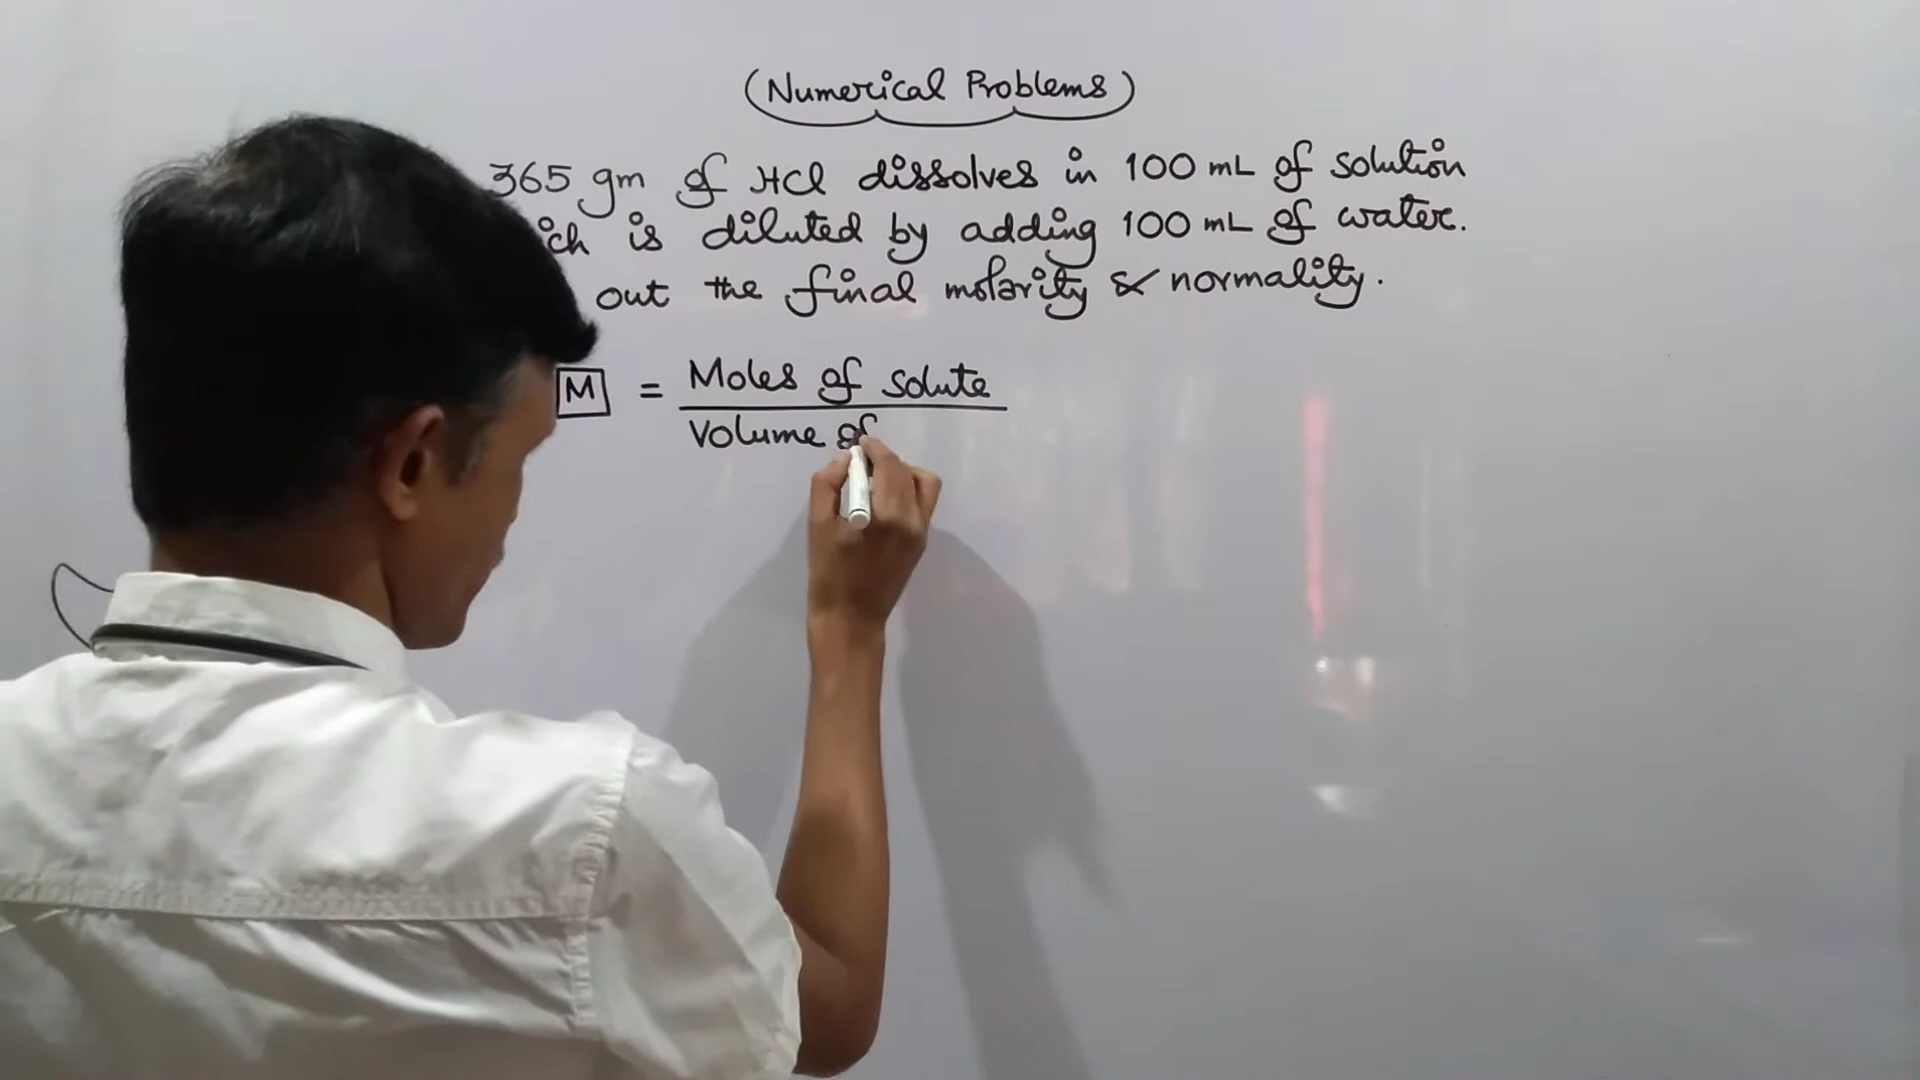 (Numerical Problems)
365 gm of HCl dissolves in 100 mL of solution
is diluted by adding 100 mL of water.
out the final molarity & normality.
M = Moles of solute
Volume of